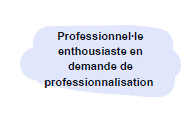 Professionnel·le
enthousiaste en
demande de
professionnalisation